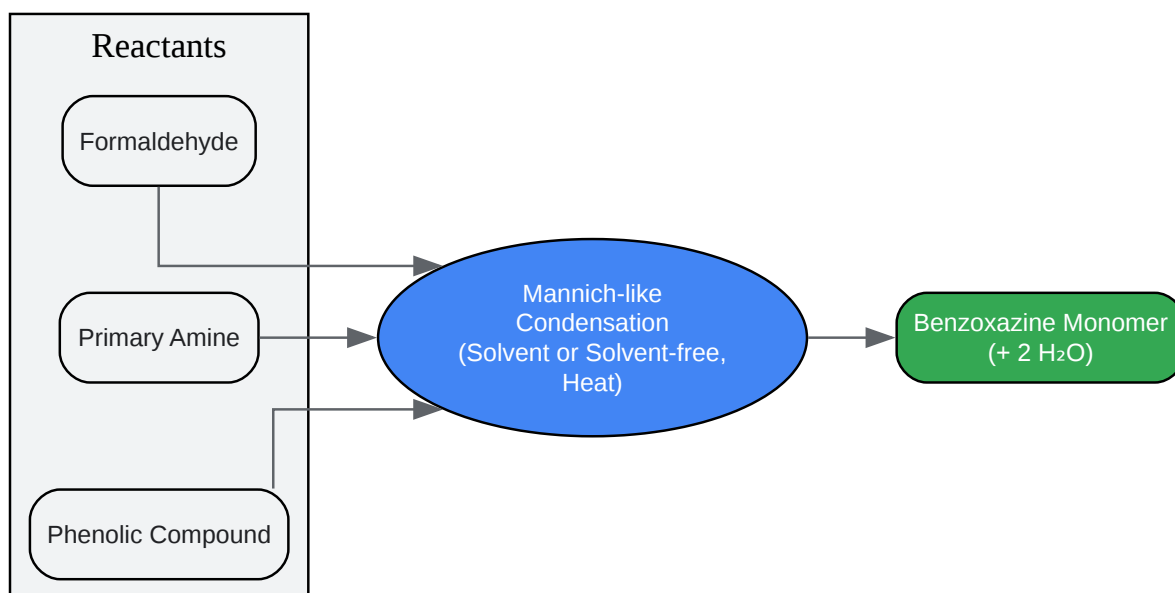 Reactants
Formaldehyde
Primary Amine
Phenolic Compound
Mannich-like
Condensation
(Solvent or Solvent-free,
Heat)
Benzoxazine Monomer
(+ 2 H₂O)